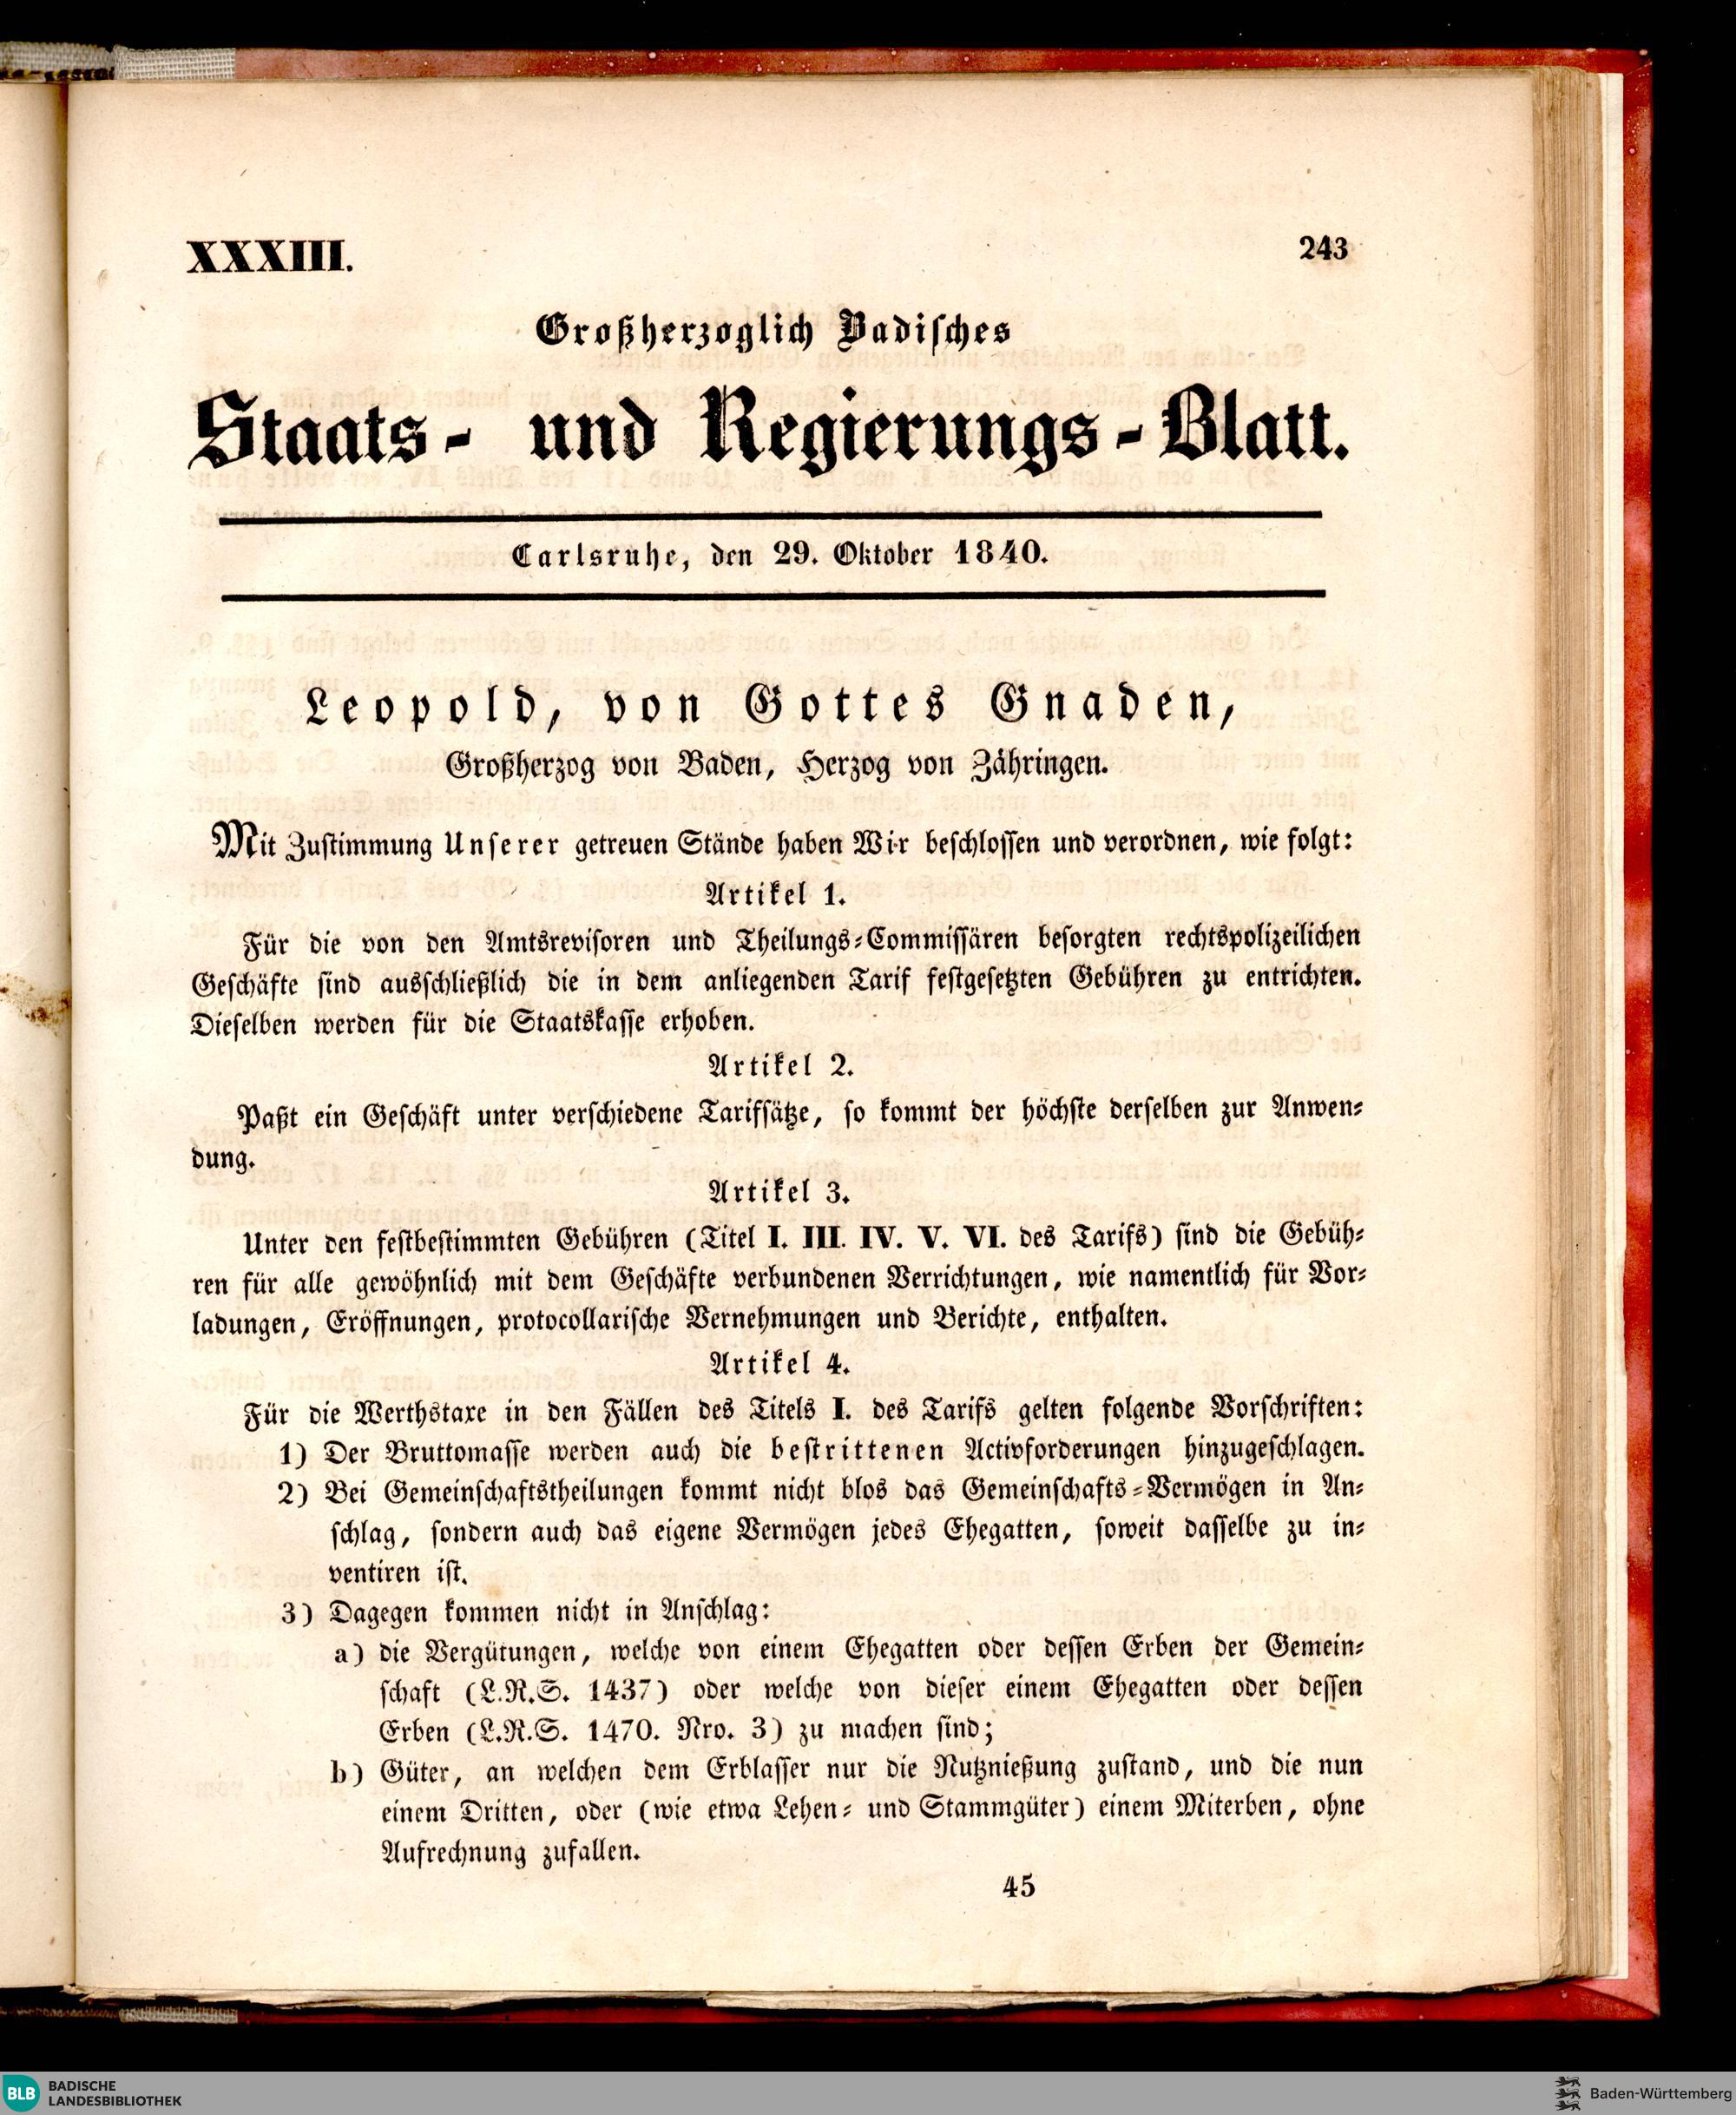 XXXIII.
243
Großherzoglich Badisches
Staats- und Regierungs-Blatt.
Carlsruhe, den 29. Oktober 1840.
Leopold, von Gottes Gnaden,
Großherzog von Baden, Herzog von Zähringen.
Mit Zustimmung Unserer getreuen Stände haben Wir beschlossen und verordnen, wie folgt:
Artikel 1.
Für die von den Amtsrevisoren und Theilungs-Commissären besorgten rechtspolizeilichen
Geschäfte sind ausschließlich die in dem anliegenden Tarif festgesetzten Gebühren zu entrichten.
Dieselben werden für die Staatskasse erhoben.
Artikel 2.
Paßt ein Geschäft unter verschiedene Tarifsätze, so kommt der höchste derselben zur Anwen-
dung.
Artikel 3.
Unter den festbestimmten Gebühren (Titel I. III. IV. V. VI. des Tarifs) sind die Gebüh-
ren für alle gewöhnlich mit dem Geschäfte verbundenen Verrichtungen, wie namentlich für Vor-
ladungen, Eröffnungen, protocollarische Vernehmungen und Berichte, enthalten.
Artikel 4.
Für die Werthstaxe in den Fällen des Titels I. des Tarifs gelten folgende Vorschriften:
1) Der Bruttomasse werden auch die bestrittenen Activforderungen hinzugeschlagen.
2) Bei Gemeinschaftstheilungen kommt nicht blos das Gemeinschafts-Vermögen in An-
schlag, sondern auch das eigene Vermögen jedes Ehegatten, soweit dasselbe zu in-
ventiren ist.
3) Dagegen kommen nicht in Anschlag:
a) die Vergütungen, welche von einem Ehegatten oder dessen Erben der Gemein-
schaft (L.R.S. 1437) oder welche von dieser einem Ehegatten oder dessen
Erben (L.R.S. 1470. Nro. 3) zu machen sind;
b) Güter, an welchen dem Erblasser nur die Nutznießung zustand, und die nun
einem Dritten, oder (wie etwa Lehen- und Stammgüter) einem Miterben, ohne
Aufrechnung zufallen.
45
BLB BADISCHE
LANDESBIBLIOTHEK
Baden-Württemberg